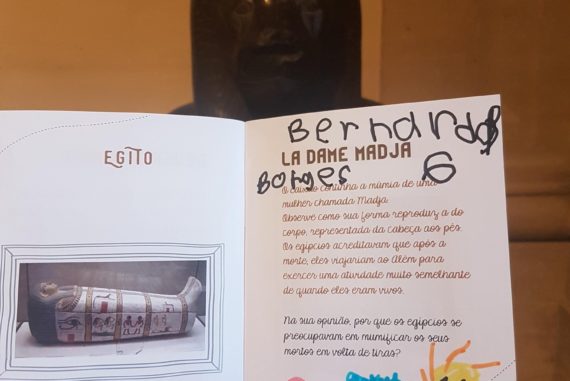 EGITO
Bernardo B
LA DAME MADJA
Borges 6
O caixão continha a múmia de uma
mulher chamada Madja.
Observe como sua forma reproduz a do
corpo, representada da cabeça aos pés.
Os egípcios acreditavam que após a
morte, eles viajariam ao Além para
exercer uma atividade muito semelhante
de quando eles eram vivos.
Na sua opinião, por que os egípcios se
preocupavam em mumificar os seus
mortos em volta de tiras?